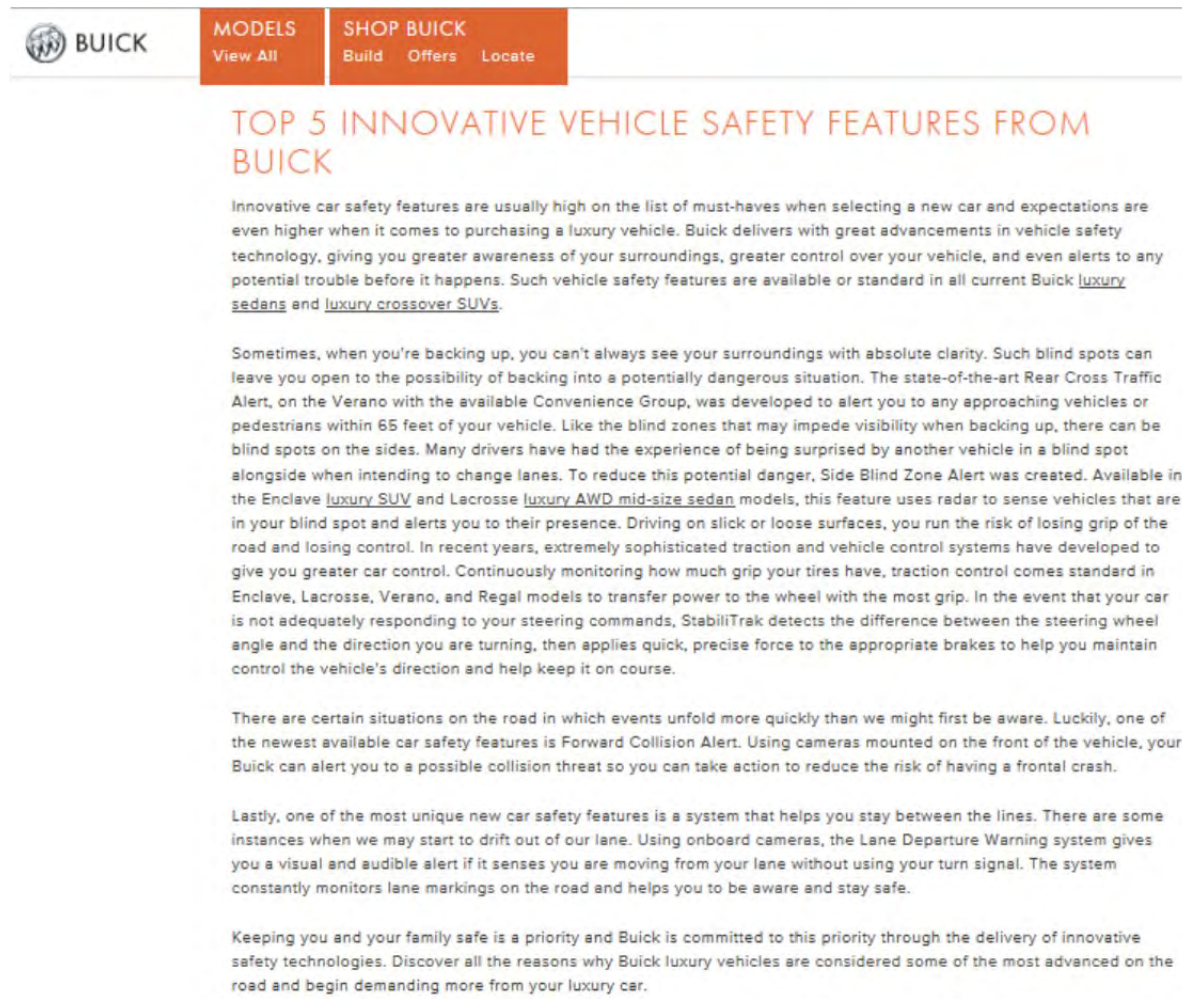 BUICK
MODELS
View All
SHOP BUICK
Build Offers Locate
TOP 5 INNOVATIVE VEHICLE SAFETY FEATURES FROM
BUICK
Innovative car safety features are usually high on the list of must-haves when selecting a new car and expectations are
even higher when it comes to purchasing a luxury vehicle. Buick delivers with great advancements in vehicle safety
technology, giving you greater awareness of your surroundings, greater control over your vehicle, and even alerts to any
potential trouble before it happens. Such vehicle safety features are available or standard in all current Buick luxury
sedans and luxury crossover SUVs.
Sometimes, when you're backing up, you can't always see your surroundings with absolute clarity. Such blind spots can
leave you open to the possibility of backing into a potentially dangerous situation. The state-of-the-art Rear Cross Traffic
Alert, on the Verano with the available Convenience Group, was developed to alert you to any approaching vehicles or
pedestrians within 65 feet of your vehicle. Like the blind zones that may impede visibility when backing up, there can be
blind spots on the sides. Many drivers have had the experience of being surprised by another vehicle in a blind spot
alongside when intending to change lanes. To reduce this potential danger, Side Blind Zone Alert was created. Available in
the Enclave luxury SUV and Lacrosse luxury AWD mid-size sedan models, this feature uses radar to sense vehicles that are
in your blind spot and alerts you to their presence. Driving on slick or loose surfaces, you run the risk of losing grip of the
road and losing control. In recent years, extremely sophisticated traction and vehicle control systems have developed to
give you greater car control. Continuously monitoring how much grip your tires have, traction control comes standard in
Enclave, Lacrosse, Verano, and Regal models to transfer power to the wheel with the most grip. In the event that your car
is not adequately responding to your steering commands, StabiliTrak detects the difference between the steering wheel
angle and the direction you are turning, then applies quick, precise force to the appropriate brakes to help you maintain
control the vehicle's direction and help keep it on course.
There are certain situations on the road in which events unfold more quickly than we might first be aware. Luckily, one of
the newest available car safety features is Forward Collision Alert. Using cameras mounted on the front of the vehicle, your
Buick can alert you to a possible collision threat so you can take action to reduce the risk of having a frontal crash.
Lastly, one of the most unique new car safety features is a system that helps you stay between the lines. There are some
instances when we may start to drift out of our lane. Using onboard cameras, the Lane Departure Warning system gives
you a visual and audible alert if it senses you are moving from your lane without using your turn signal. The system
constantly monitors lane markings on the road and helps you to be aware and stay safe.
Keeping you and your family safe is a priority and Buick is committed to this priority through the delivery of innovative
safety technologies. Discover all the reasons why Buick luxury vehicles are considered some of the most advanced on the
road and begin demanding more from your luxury car.